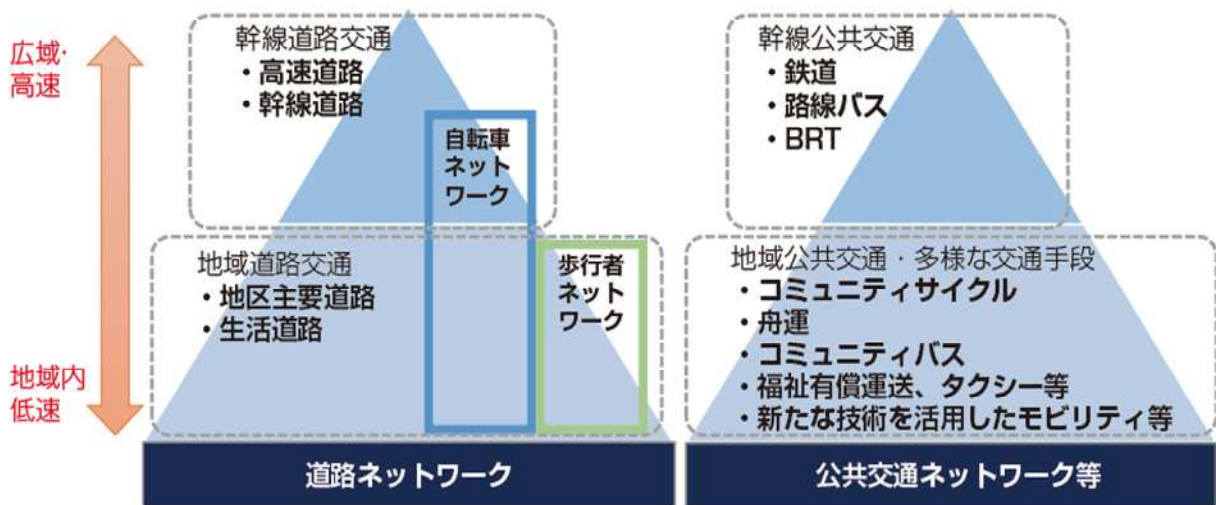 広域・
高速
地域内
低速
幹線道路交通
・高速道路
・幹線道路
自転車
ネット
ワーク
地域道路交通
・地区主要道路
・生活道路
歩行者
ネット
ワーク
道路ネットワーク
幹線公共交通
・鉄道
・路線バス
・BRT
地域公共交通・多様な交通手段
・コミュニティサイクル
・舟運
・コミュニティバス
・福祉有償運送、タクシー等
・新たな技術を活用したモビリティ等
公共交通ネットワーク等